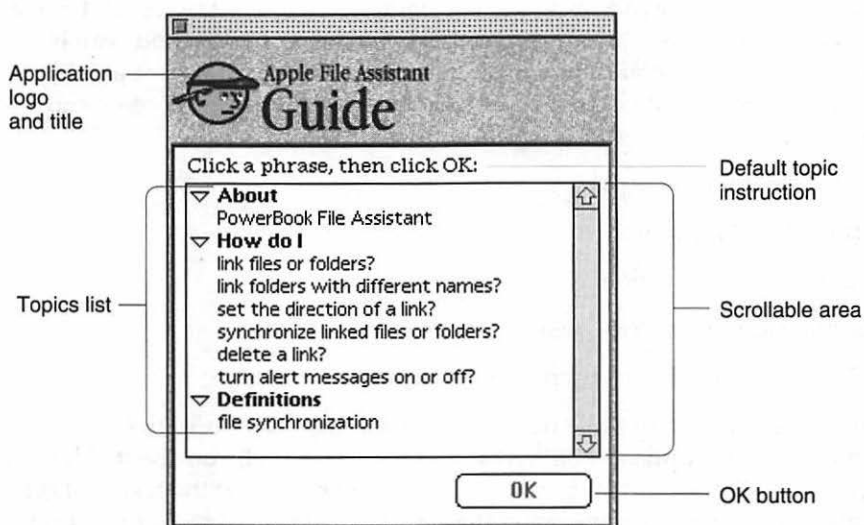 Application
logo
and title
Apple File Assistant
Guide
Click a phrase, then click OK:
Default topic
instruction
Topics list
▽ About
PowerBook File Assistant
▽ How do I
link files or folders?
link folders with different names?
set the direction of a link?
synchronize linked files or folders?
delete a link?
turn alert messages on or off?
▽ Definitions
file synchronization
Scrollable area
OK
OK button